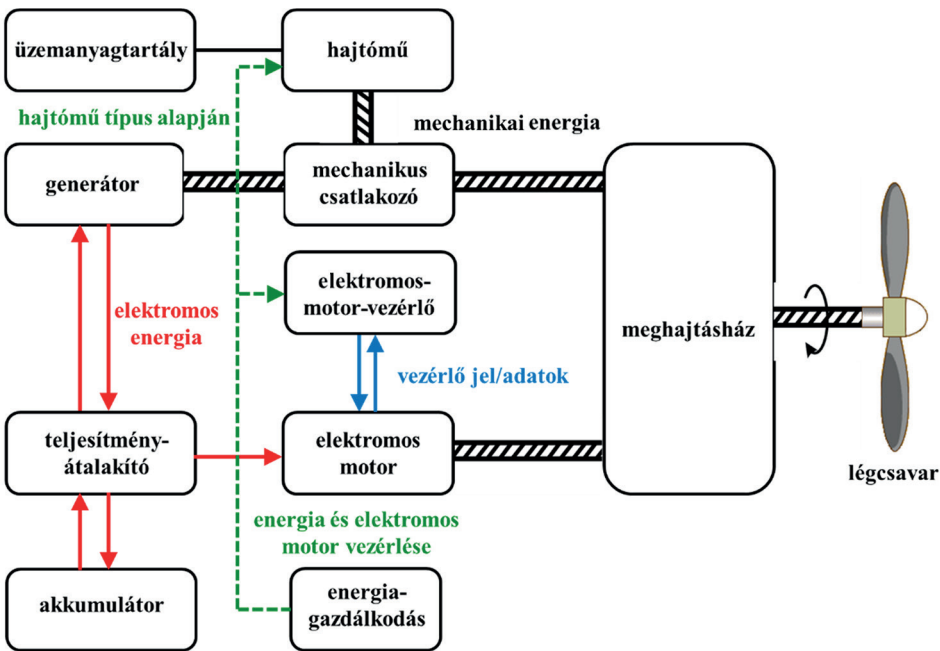 üzemanyagtartály
hajtómű
hajtómű típus alapján
mechanikai energia
generátor
mechanikus
csatlakozó
elektromos
energia
elektromos-
motor-vezérlő
meghajtásház
vezérlő jel/adatok
teljesítmény-
átalakító
elektromos
motor
légcsavar
energia és elektromos
motor vezérlése
akkumulátor
energia-
gazdálkodás